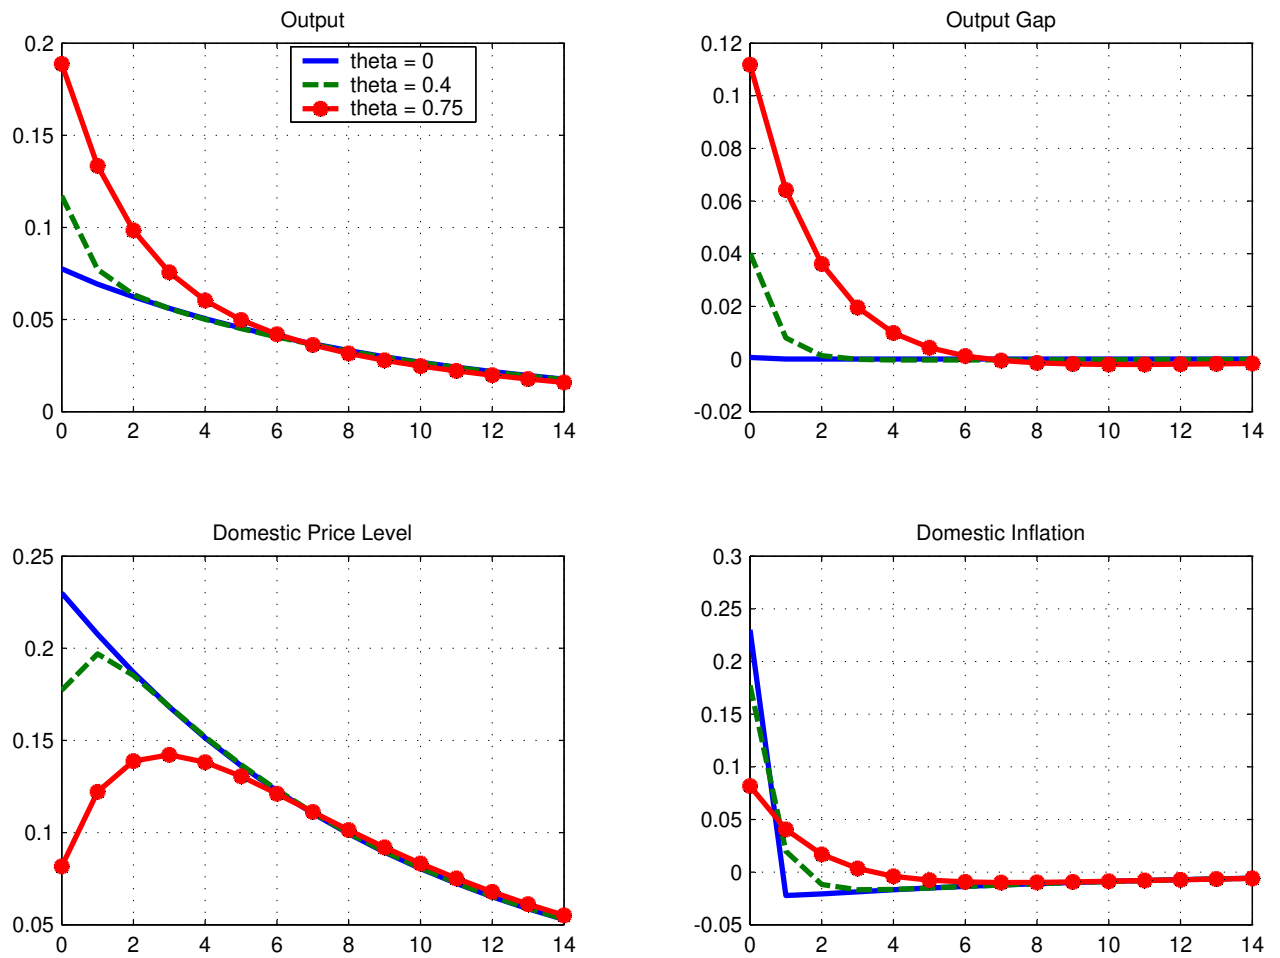 Output
0.2
0.15
0.1
0.05
0
0 2 4 6 8 10 12 14
theta = 0
theta = 0.4
theta = 0.75
Output Gap
0.12
0.1
0.08
0.06
0.04
0.02
0
-0.02
0 2 4 6 8 10 12 14
Domestic Price Level
0.25
0.2
0.15
0.1
0.05
0 2 4 6 8 10 12 14
Domestic Inflation
0.3
0.25
0.2
0.15
0.1
0.05
0
-0.05
0 2 4 6 8 10 12 14